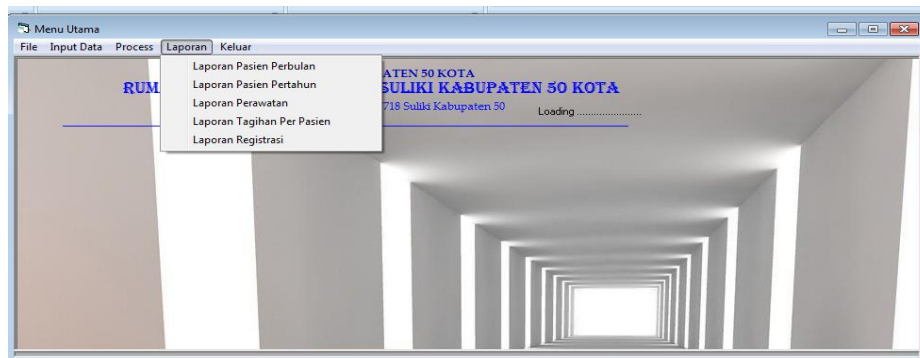 Menu Utama
File Input Data Process Laporan Keluar
Laporan Pasien Perbulan
Laporan Pasien Pertahun
Laporan Perawatan
Laporan Tagihan Per Pasien
Laporan Registrasi
ATEN 50 KOTA
RUM SULIKI KABUPATEN 50 KOTA
718 Suliki Kabupaten 50
Loading ......................